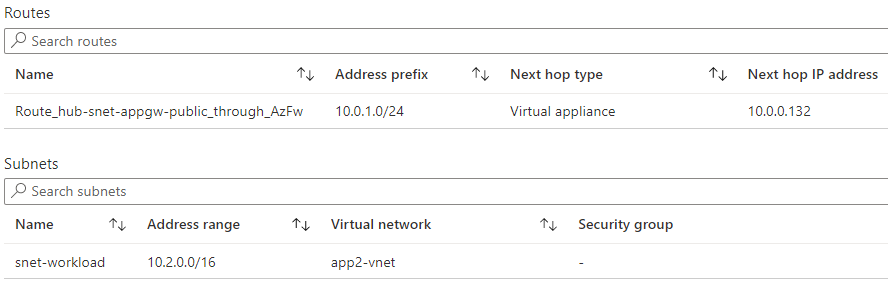 Routes
Search routes
Name Address prefix Next hop type Next hop IP address
Route_hub-snet-appgw-public_through_AzFw 10.0.1.0/24 Virtual appliance 10.0.0.132
Subnets
Search subnets
Name Address range Virtual network Security group
snet-workload 10.2.0.0/16 app2-vnet -